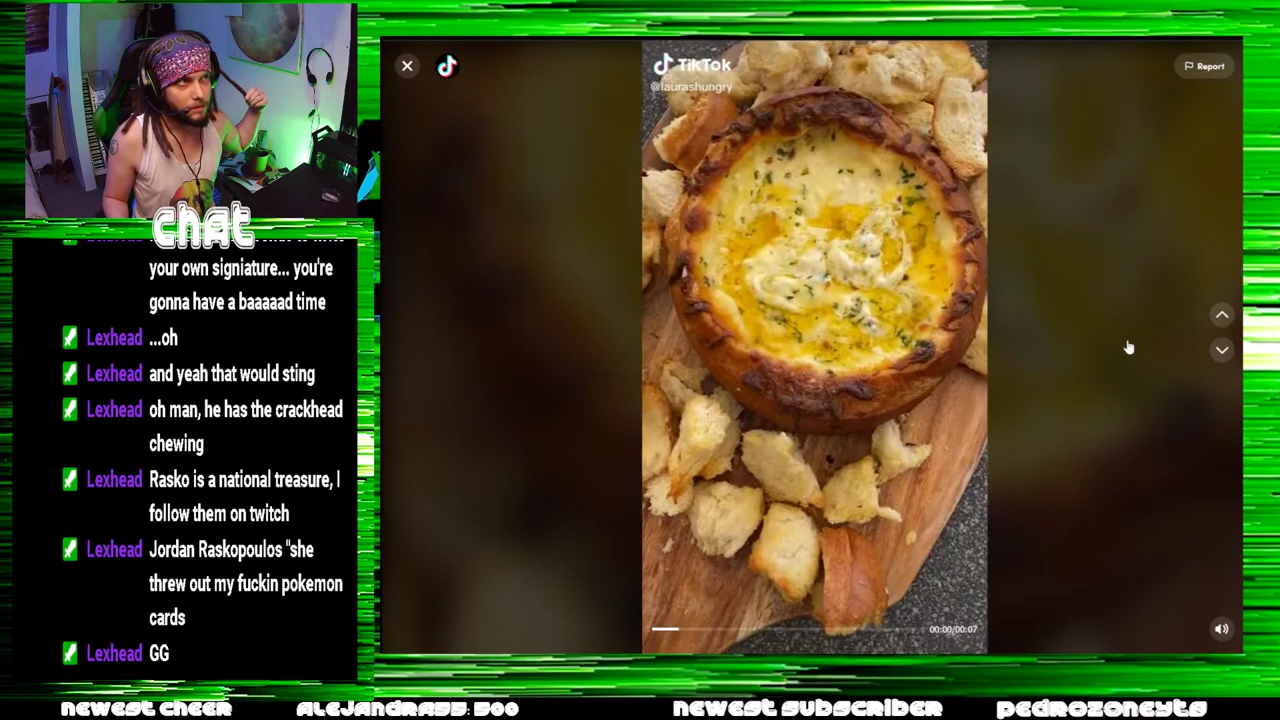 TikTok
@laurashungry
Report
chat
your own signiature... you're
gonna have a baaaaad time
Lexhead ...oh
Lexhead and yeah that would sting
Lexhead oh man, he has the crackhead
chewing
Lexhead Rasko is a national treasure, I
follow them on twitch
Lexhead Jordan Raskopoulos "she
threw out my fuckin pokemon
cards
Lexhead GG
00:00/00:07
newest cheer
alejandra55: 500
newest subscriber
pedrozoneyts